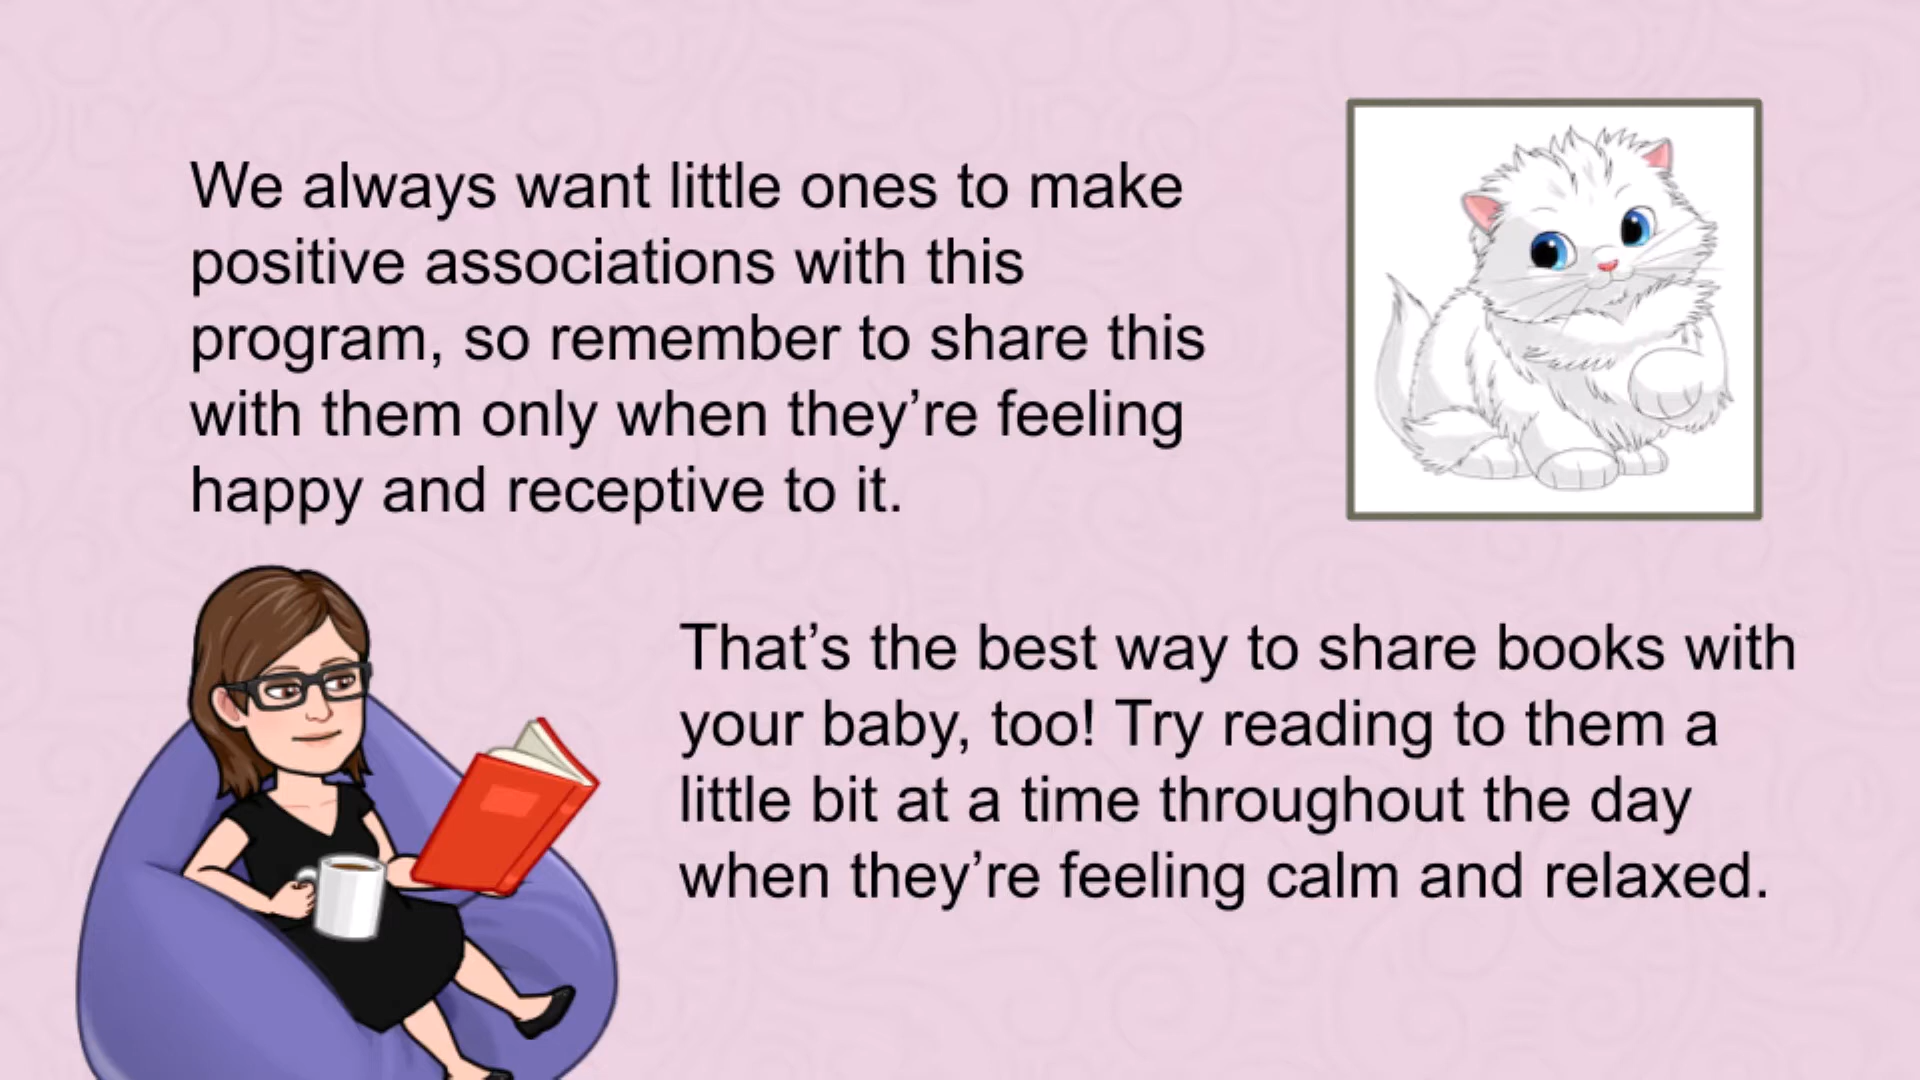 We always want little ones to make
positive associations with this
program, so remember to share this
with them only when they’re feeling
happy and receptive to it.
That’s the best way to share books with
your baby, too! Try reading to them a
little bit at a time throughout the day
when they’re feeling calm and relaxed.